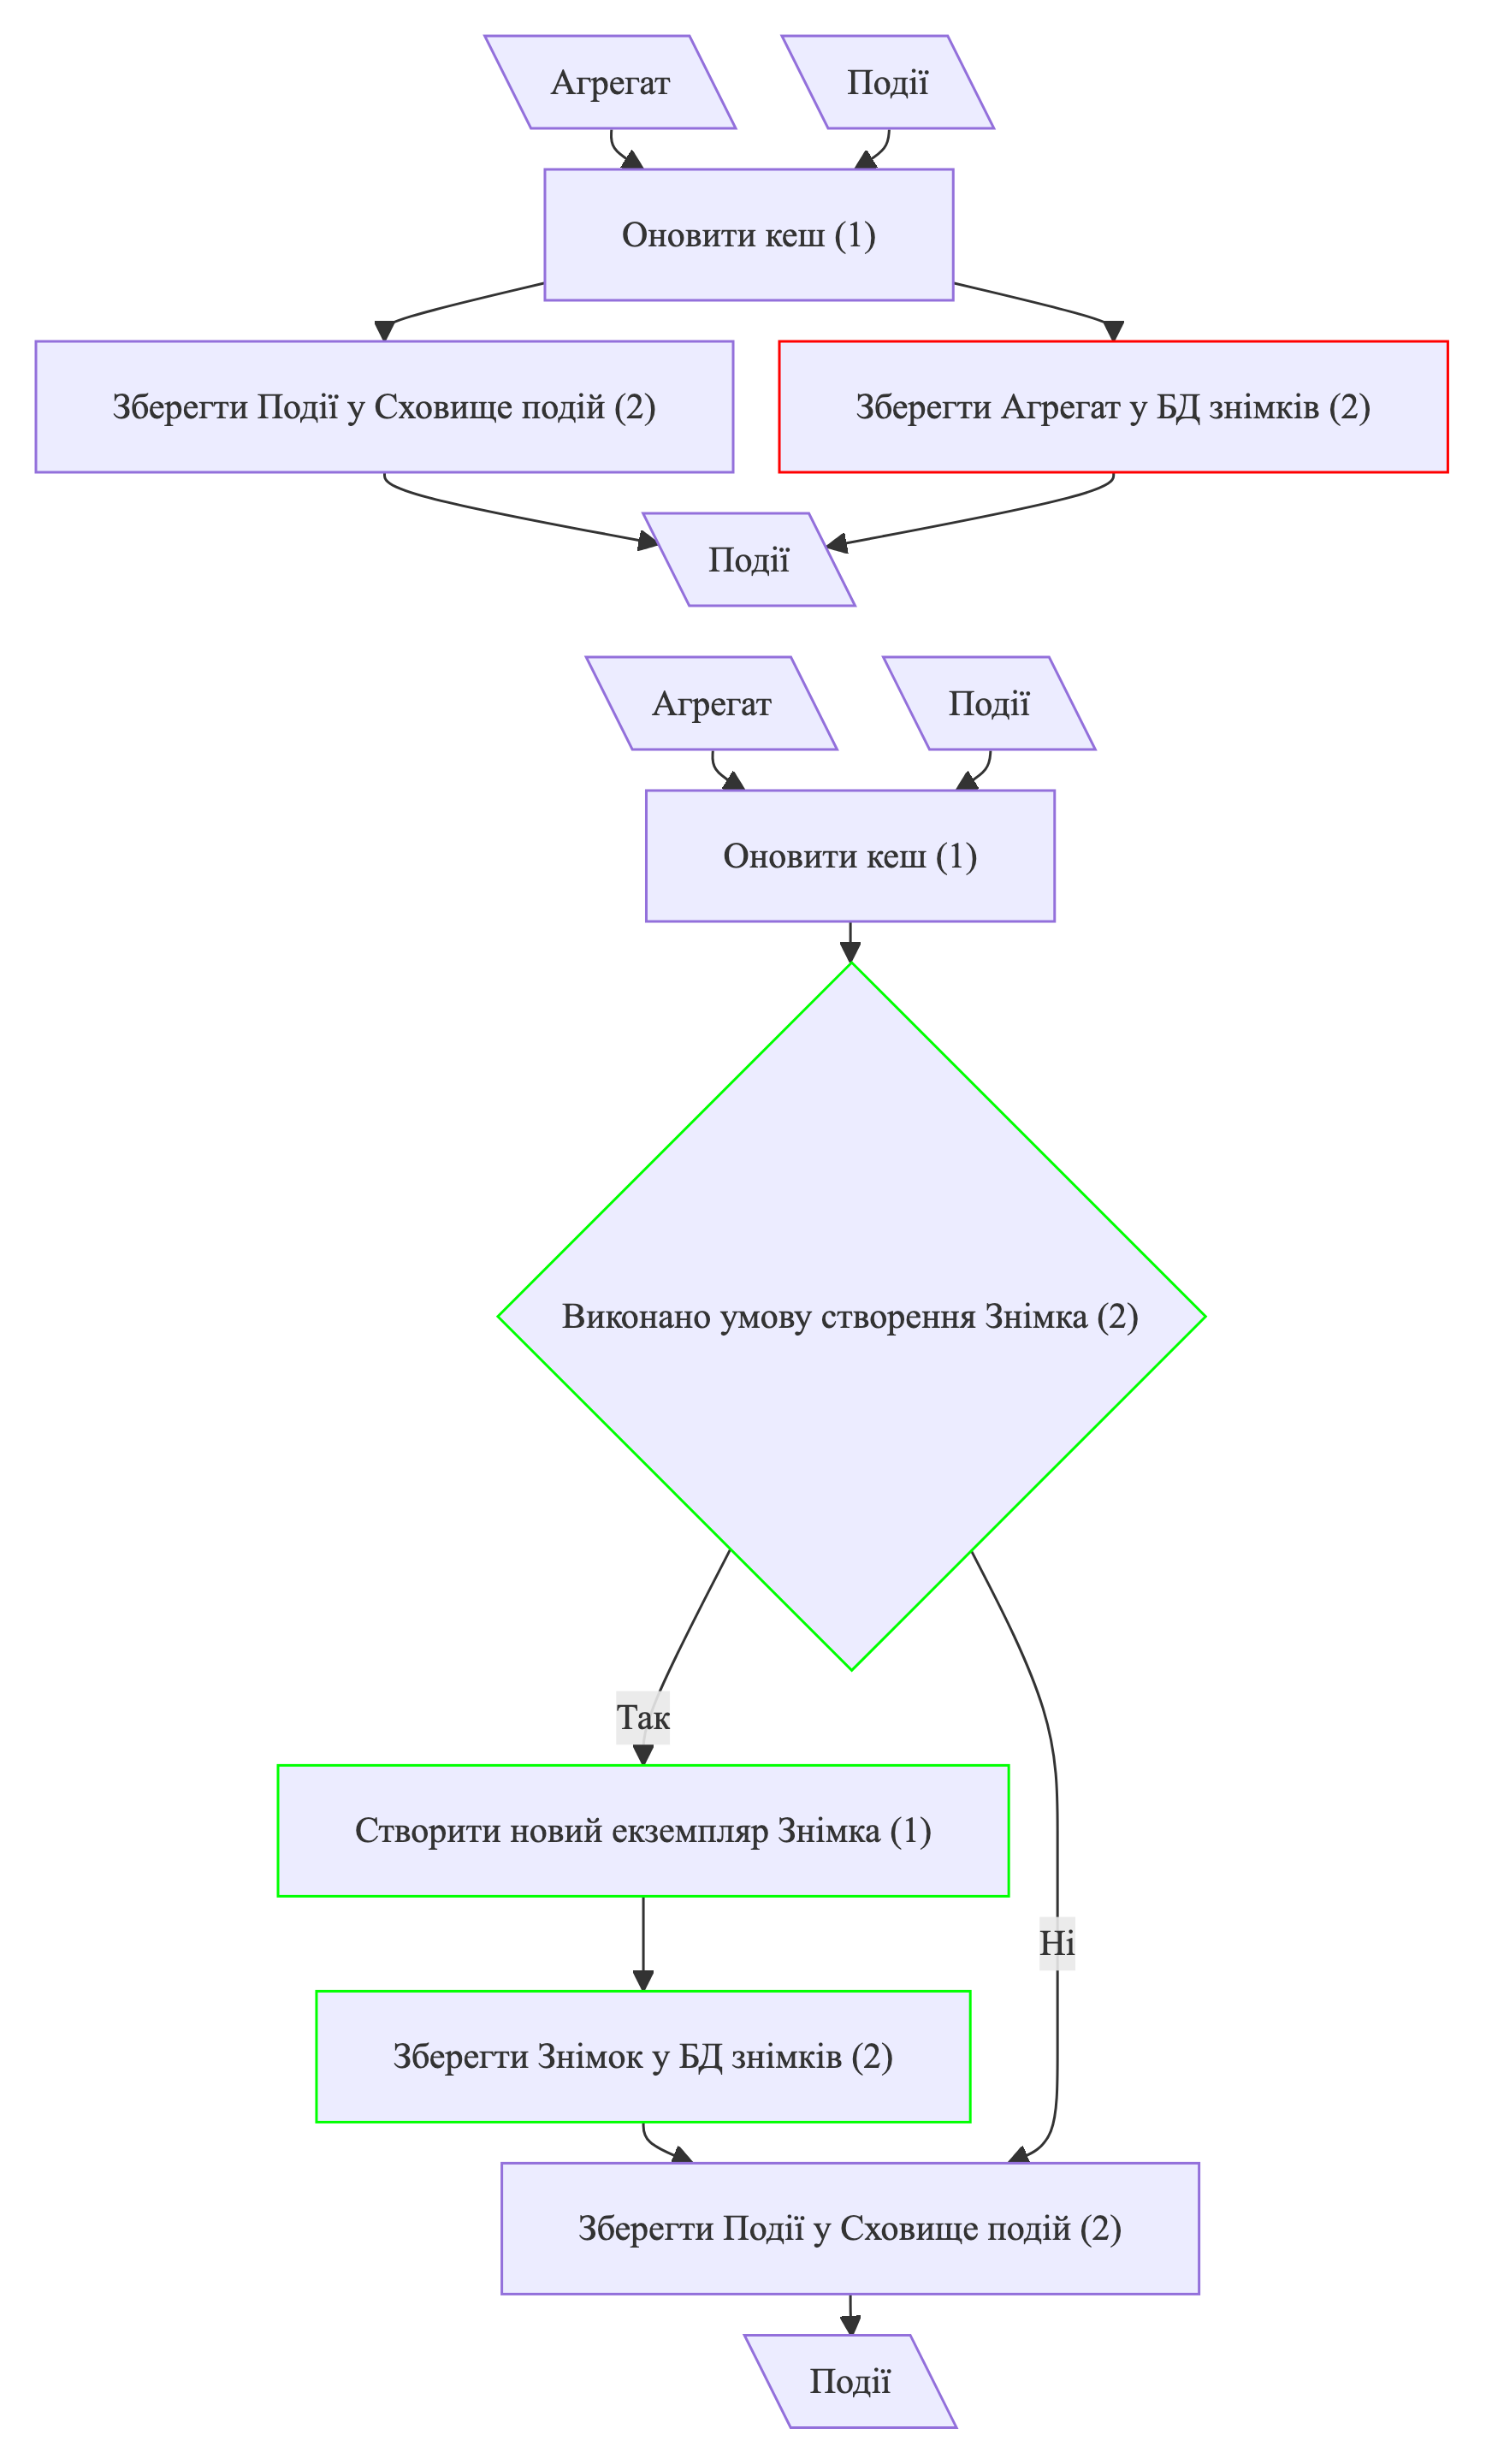 Агрегат
Події
Оновити кеш (1)
Зберегти Події у Сховище подій (2)
Зберегти Агрегат у БД знімків (2)
Події
Агрегат
Події
Оновити кеш (1)
Виконано умову створення Знімка (2)
Так
Створити новий екземпляр Знімка (1)
Ні
Зберегти Знімок у БД знімків (2)
Зберегти Події у Сховище подій (2)
Події